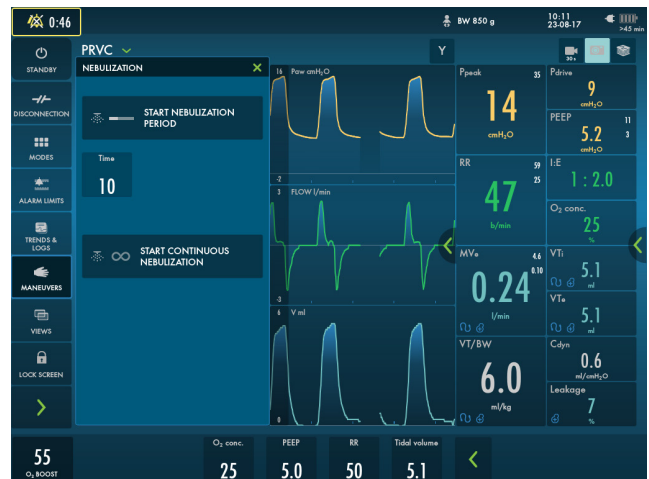 0:46
BW 850 g
10:11
23-08-17
>45 min
STANDBY
DISCONNECTION
MODES
ALARM LIMITS
TRENDS &
LOGS
MANEUVERS
VIEWS
LOCK SCREEN
55
O₂ BOOST
PRVC
Y
30 s
NEBULIZATION
START NEBULIZATION
PERIOD
Time
10
START CONTINUOUS
NEBULIZATION
16 Paw cmH₂O
-2
3 FLOW l/min
-3
6 V ml
0
Ppeak 35
14
cmH₂O
RR 59
25
47
b/min
MVe 4.6
0.10
0.24
l/min
VT/BW
6.0
ml/kg
Pdrive
9
cmH₂O
PEEP 11
5.2 3
cmH₂O
I:E
1 : 2.0
O₂ conc.
25
%
VTi
5.1
ml
VTe
5.1
ml
Cdyn
0.6
ml/cmH₂O
Leakage
7
%
O₂ conc. PEEP RR Tidal volume
25 5.0 50 5.1